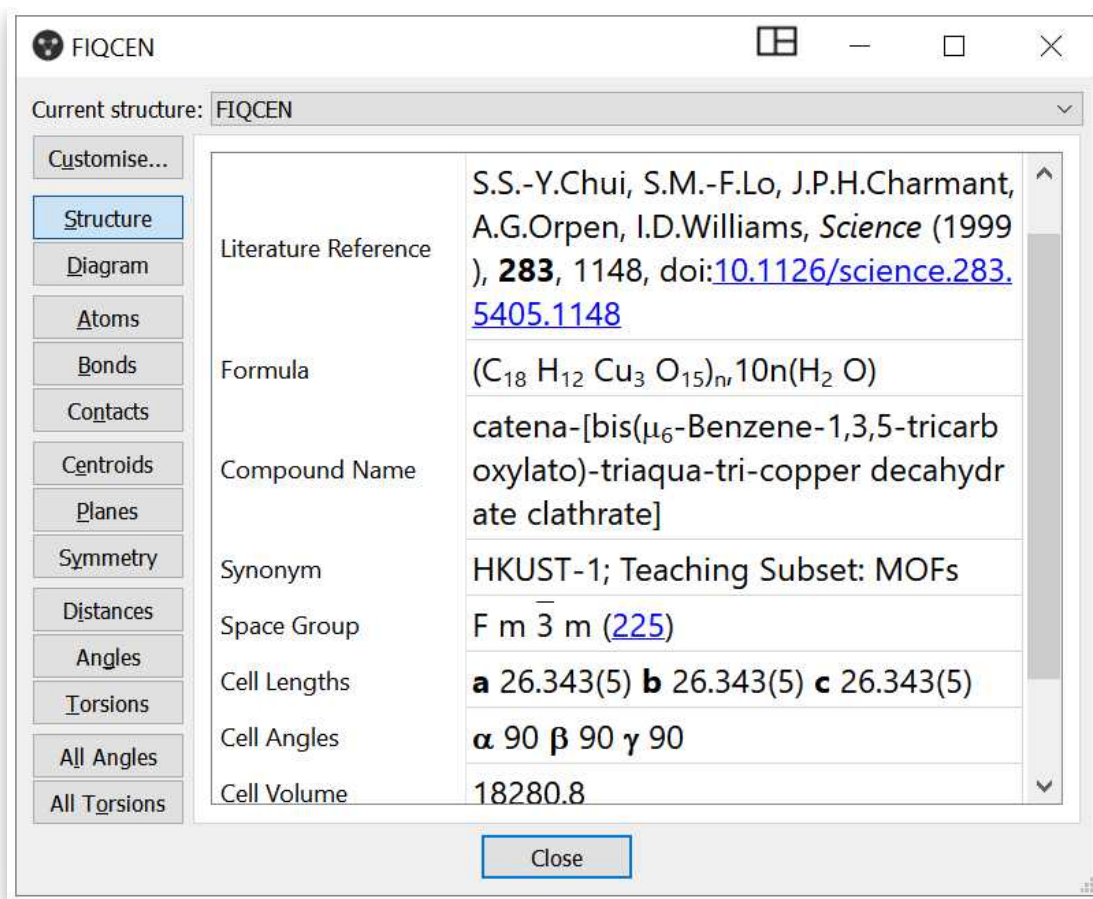 FIQCEN
Current structure: FIQCEN
Customise...
Structure
Diagram
Atoms
Bonds
Contacts
Centroids
Planes
Symmetry
Distances
Angles
Torsions
All Angles
All Torsions
Literature Reference
S.S.-Y.Chui, S.M.-F.Lo, J.P.H.Charmant,
A.G.Orpen, I.D.Williams, Science (1999
), 283, 1148, doi:10.1126/science.283.
5405.1148
Formula
(C₁₈ H₁₂ Cu₃ O₁₅)ₙ,10n(H₂ O)
Compound Name
catena-[bis(μ₆-Benzene-1,3,5-tricarb
oxylato)-triaqua-tri-copper decahydr
ate clathrate]
Synonym
HKUST-1; Teaching Subset: MOFs
Space Group
F m 3̅ m (225)
Cell Lengths
a 26.343(5) b 26.343(5) c 26.343(5)
Cell Angles
α 90 β 90 γ 90
Cell Volume
18280.8
Close